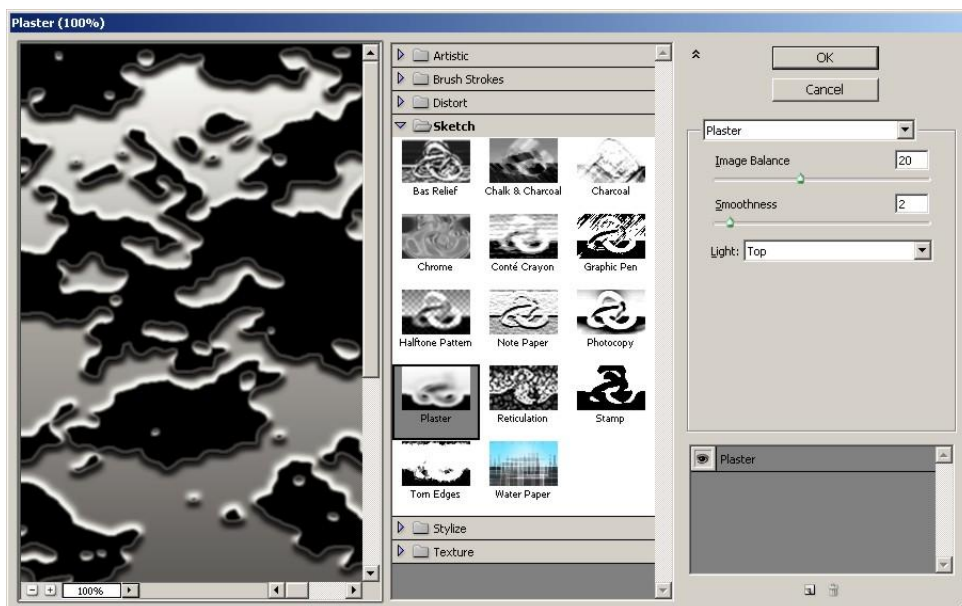 Plaster (100%)
Artistic
Brush Strokes
Distort
Sketch
Bas Relief
Chalk & Charcoal
Charcoal
Chrome
Conté Crayon
Graphic Pen
Halftone Pattern
Note Paper
Photocopy
Plaster
Reticulation
Stamp
Torn Edges
Water Paper
Stylize
Texture
100%
OK
Cancel
Plaster
Image Balance 20
Smoothness 2
Light: Top
Plaster